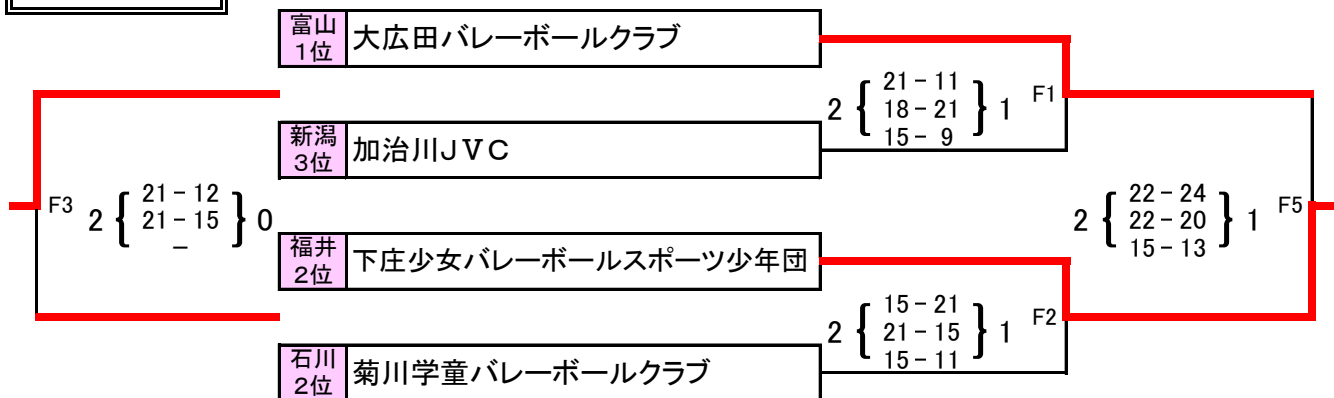 富山
1位
大広田バレーボールクラブ
2 { 21 − 11
18 − 21
15 − 9 } 1
F1
新潟
3位
加治川JVC
F3
2 { 21 − 12
21 − 15
− } 0
2 { 22 − 24
22 − 20
15 − 13 } 1
F5
福井
2位
下庄少女バレーボールスポーツ少年団
2 { 15 − 21
21 − 15
15 − 11 } 1
F2
石川
2位
菊川学童バレーボールクラブ